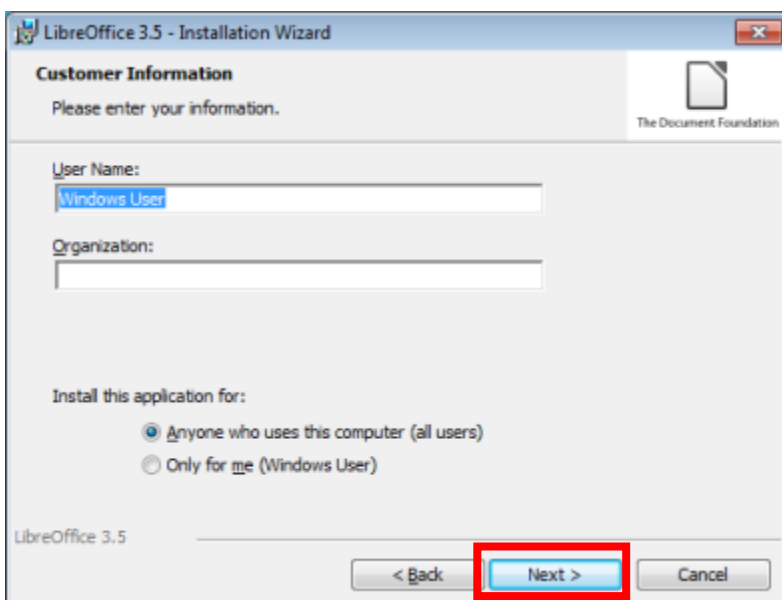 LibreOffice 3.5 - Installation Wizard
Customer Information
Please enter your information.
The Document Foundation
User Name:
Windows User
Organization:
Install this application for:
Anyone who uses this computer (all users)
Only for me (Windows User)
LibreOffice 3.5
< Back Next > Cancel